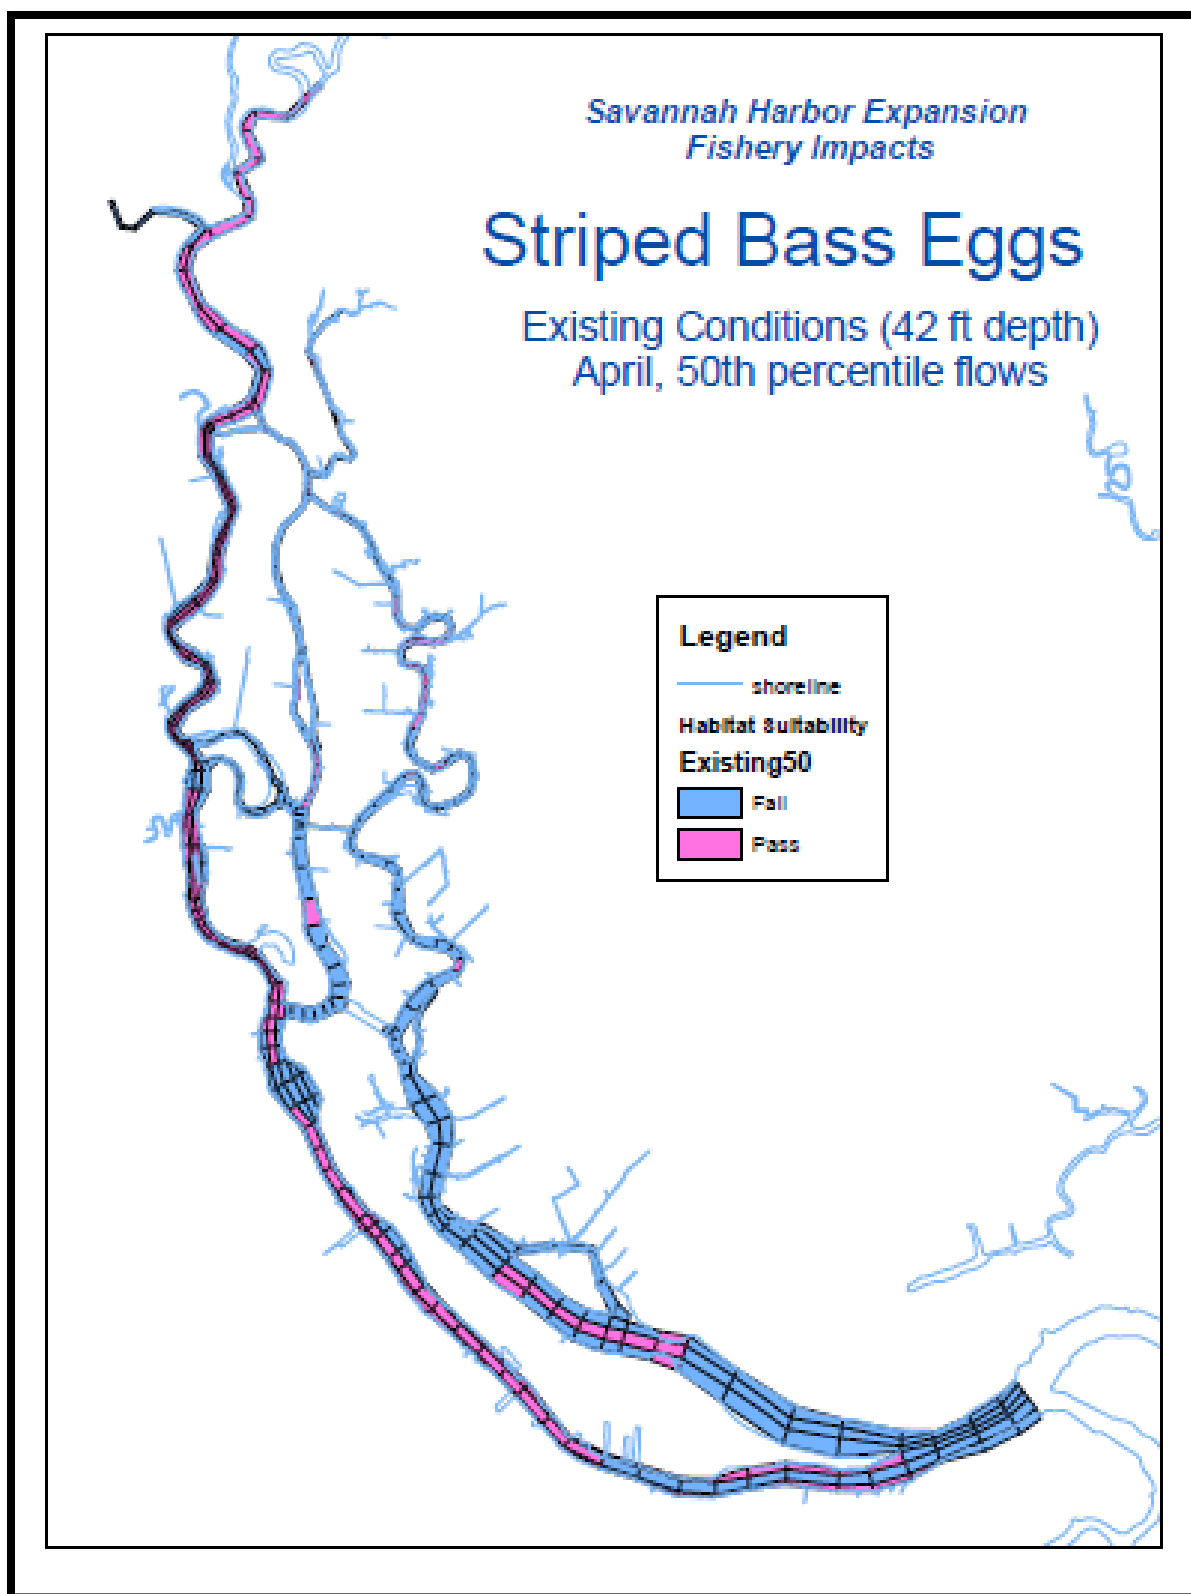 Savannah Harbor Expansion
Fishery Impacts
Striped Bass Eggs
Existing Conditions (42 ft depth)
April, 50th percentile flows
Legend
shoreline
Habitat Suitability
Existing50
Fail
Pass